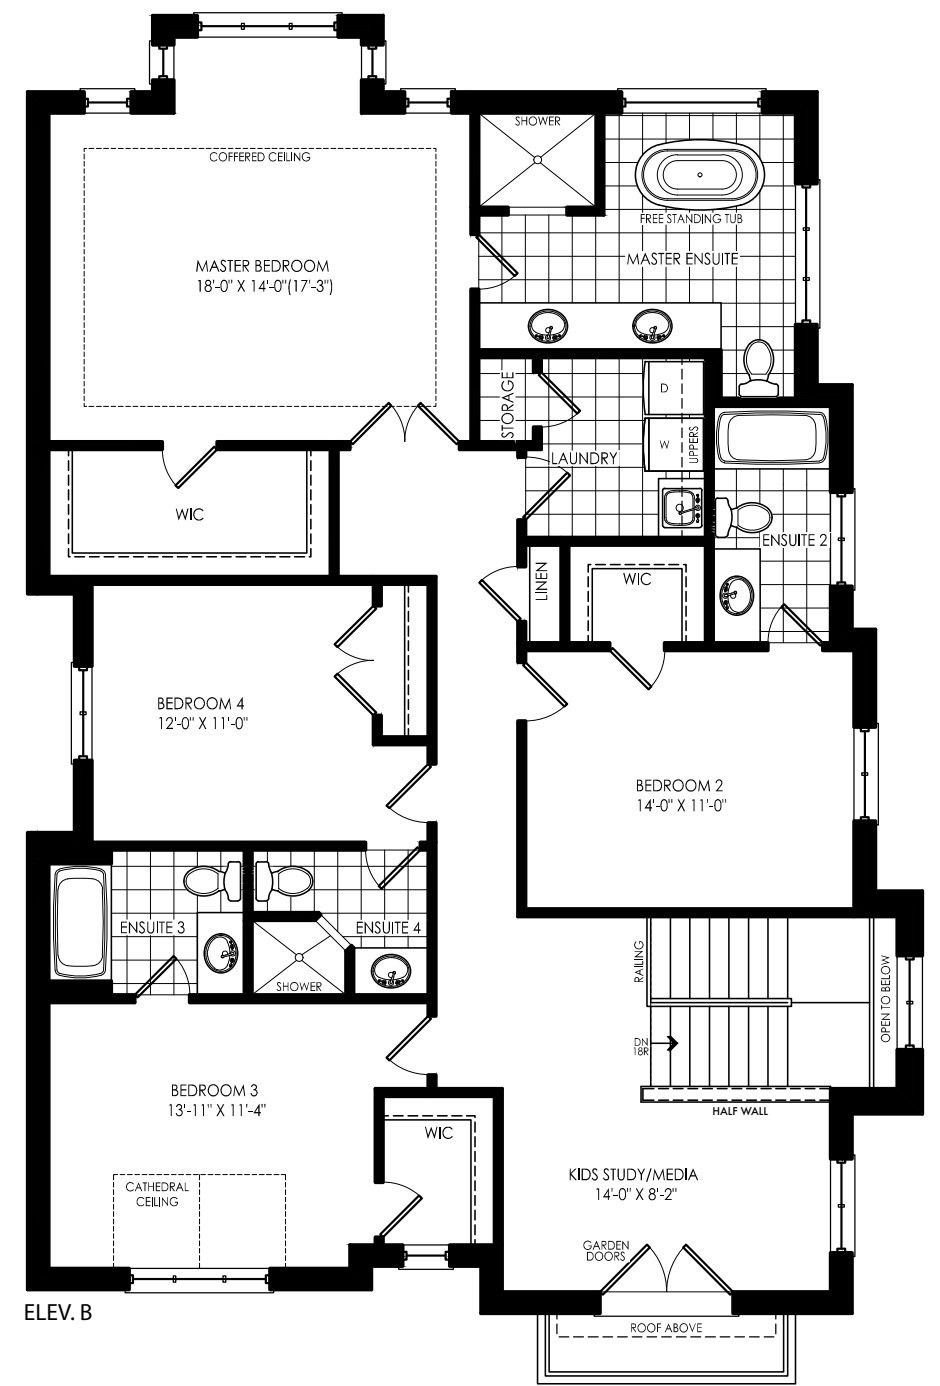 SHOWER
COFFERED CEILING
FREE STANDING TUB
MASTER BEDROOM
18'-0" X 14'-0"(17'-3")
MASTER ENSUITE
STORAGE
D
W
UPPERS
LAUNDRY
WIC
ENSUITE 2
LINEN
WIC
BEDROOM 4
12'-0" X 11'-0"
BEDROOM 2
14'-0" X 11'-0"
ENSUITE 3
ENSUITE 4
SHOWER
RAILING
OPEN TO BELOW
DN
18R
BEDROOM 3
13'-11" X 11'-4"
HALF WALL
WIC
KIDS STUDY/MEDIA
14'-0" X 8'-2"
CATHEDRAL
CEILING
GARDEN
DOORS
ELEV. B
ROOF ABOVE